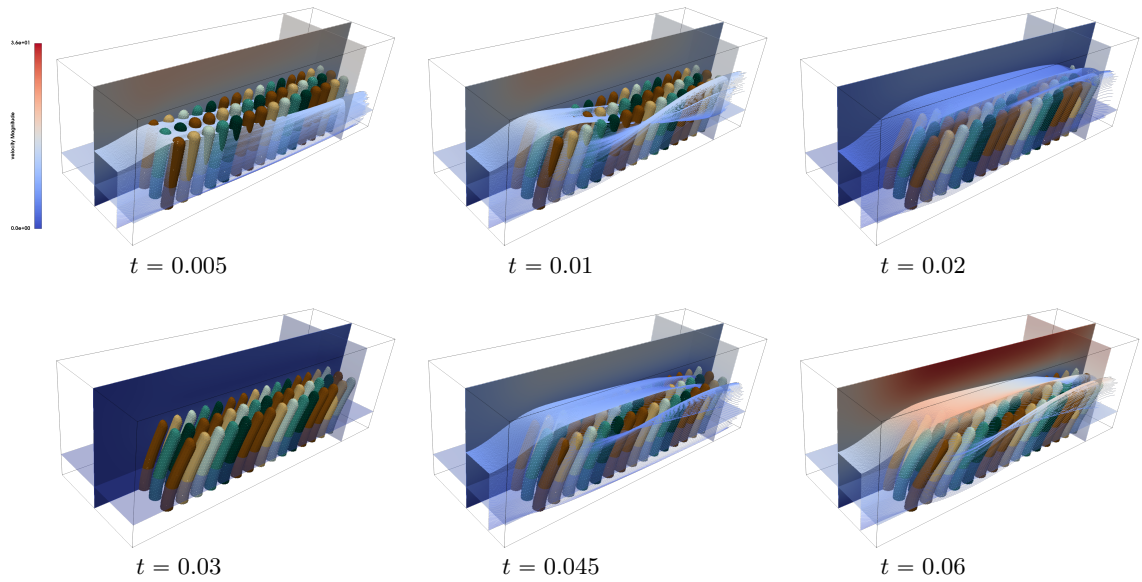 3.6e+01
Velocity Magnitude
0.0e+00
t = 0.005
t = 0.01
t = 0.02
t = 0.03
t = 0.045
t = 0.06